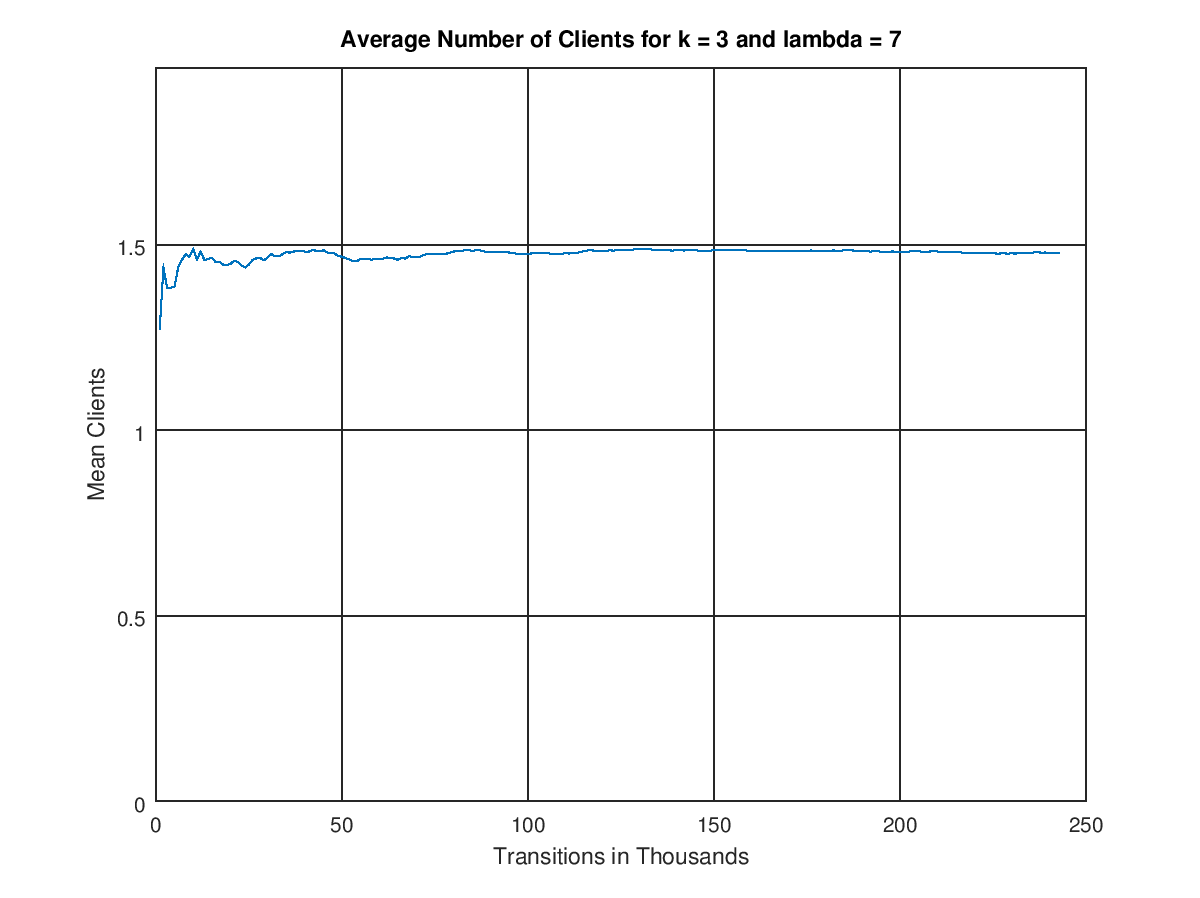 Average Number of Clients for k = 3 and lambda = 7
1.5
1
0.5
0
Mean Clients
0 50 100 150 200 250
Transitions in Thousands